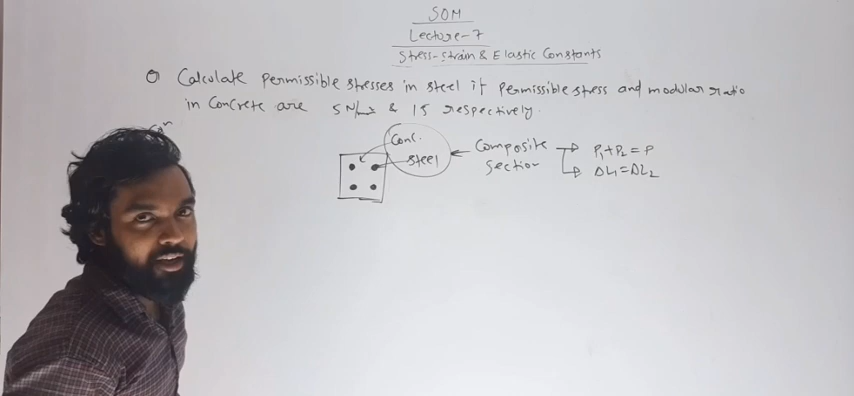 SOM
Lecture-7
Stress-Strain & Elastic Constants
Calculate permissible stresses in steel if permissible stress and modular ratio
in Concrete are 5 N/ & 15 respectively.
Conc.
Steel
Composite
Section
P₁+P₂=P
ΔL₁=ΔL₂